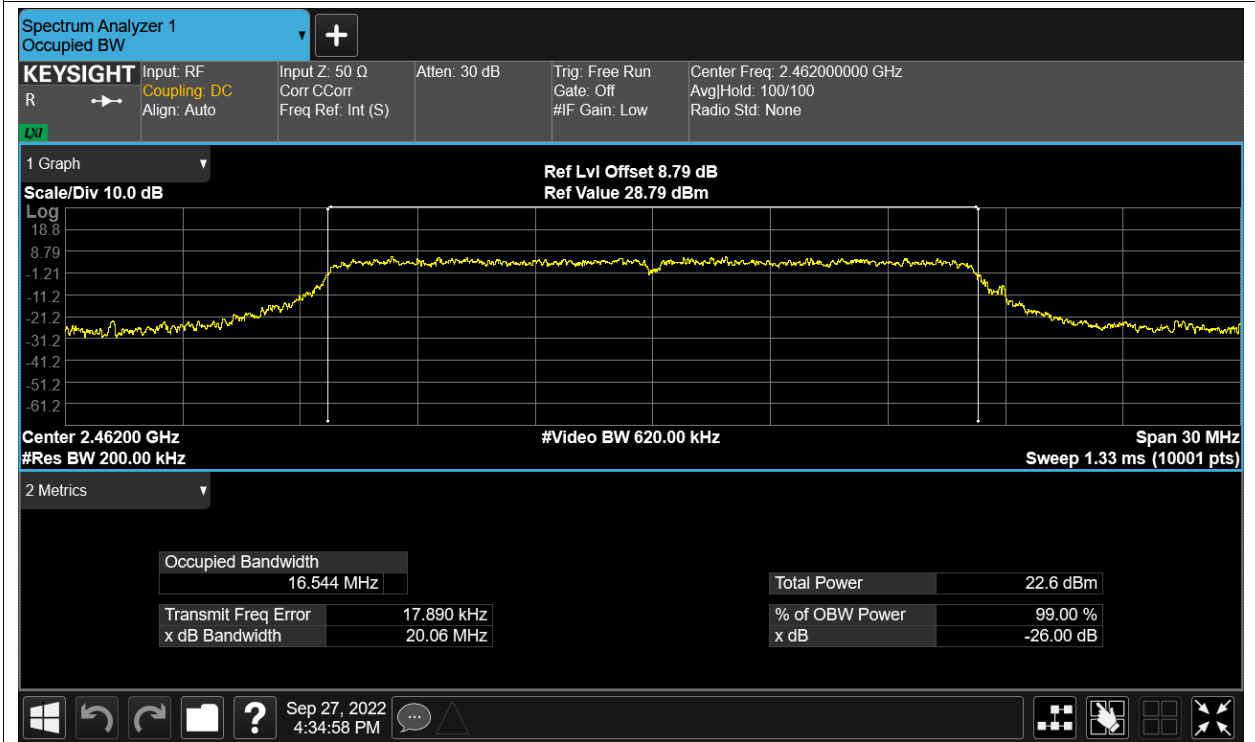 Spectrum Analyzer 1
Occupied BW
KEYSIGHT
R
LXI
Input: RF
Coupling: DC
Align: Auto
Input Z: 50 Ω
Corr CCorr
Freq Ref: Int (S)
Atten: 30 dB
Trig: Free Run
Gate: Off
#IF Gain: Low
Center Freq: 2.462000000 GHz
Avg|Hold: 100/100
Radio Std: None
1 Graph
Scale/Div 10.0 dB
Ref Lvl Offset 8.79 dB
Ref Value 28.79 dBm
Log
18.8
8.79
-1.21
-11.2
-21.2
-31.2
-41.2
-51.2
-61.2
Center 2.46200 GHz
#Res BW 200.00 kHz
#Video BW 620.00 kHz
Span 30 MHz
Sweep 1.33 ms (10001 pts)
2 Metrics
Occupied Bandwidth
16.544 MHz
Transmit Freq Error 17.890 kHz
x dB Bandwidth 20.06 MHz
Total Power 22.6 dBm
% of OBW Power 99.00 %
x dB -26.00 dB
?
Sep 27, 2022
4:34:58 PM